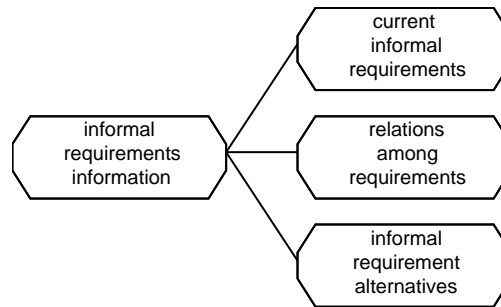 current
informal
requirements
informal
requirements
information
relations
among
requirements
informal
requirement
alternatives